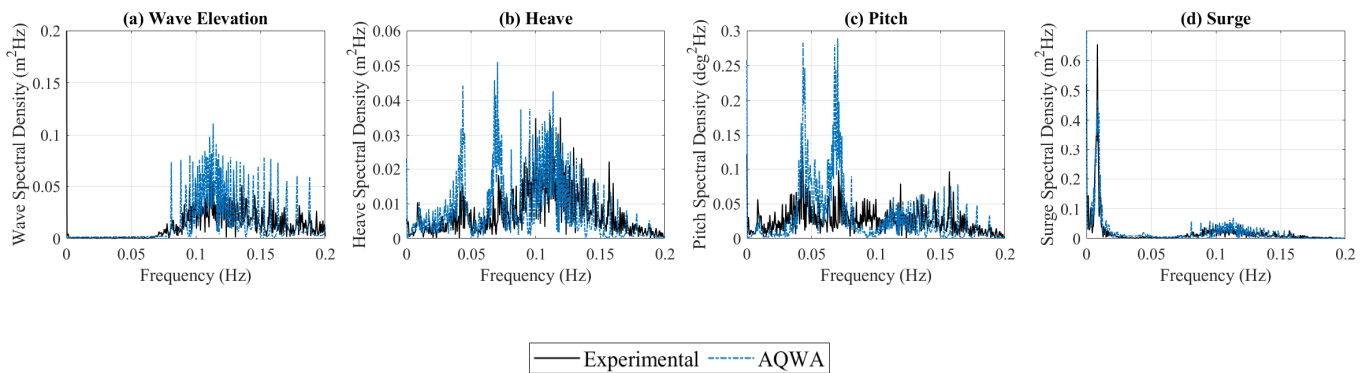 (a) Wave Elevation
Wave Spectral Density (m²Hz)
0.2
0.15
0.1
0.05
0
0 0.05 0.1 0.15 0.2
Frequency (Hz)
(b) Heave
Heave Spectral Density (m²Hz)
0.06
0.05
0.04
0.03
0.02
0.01
0
0 0.05 0.1 0.15 0.2
Frequency (Hz)
(c) Pitch
Pitch Spectral Density (deg²Hz)
0.3
0.25
0.2
0.15
0.1
0.05
0
0 0.05 0.1 0.15 0.2
Frequency (Hz)
(d) Surge
Surge Spectral Density (m²Hz)
0.6
0.5
0.4
0.3
0.2
0.1
0
0 0.05 0.1 0.15 0.2
Frequency (Hz)
Experimental AQWA